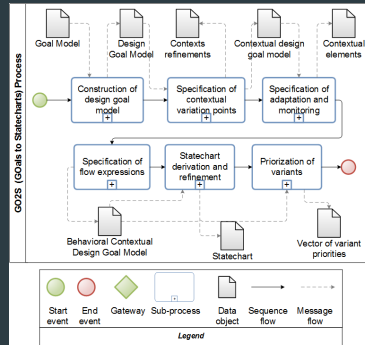 GO2S (GOals to Statecharts) Process
Goal Model
Design
Goal Model
Contexts
refinements
Contextual design
goal model
Contextual
elements
Construction of
design goal
model
Specification of
contextual
variation points
Specification of
adaptation and
monitoring
Specification of
flow expressions
Statechart
derivation and
refinement
Priorization of
variants
Behavioral Contextual
Design Goal Model
Statechart
Vector of variant
priorities
Start
event
End
event
Gateway
Sub-process
Data
object
Sequence
flow
Message
flow
Legend